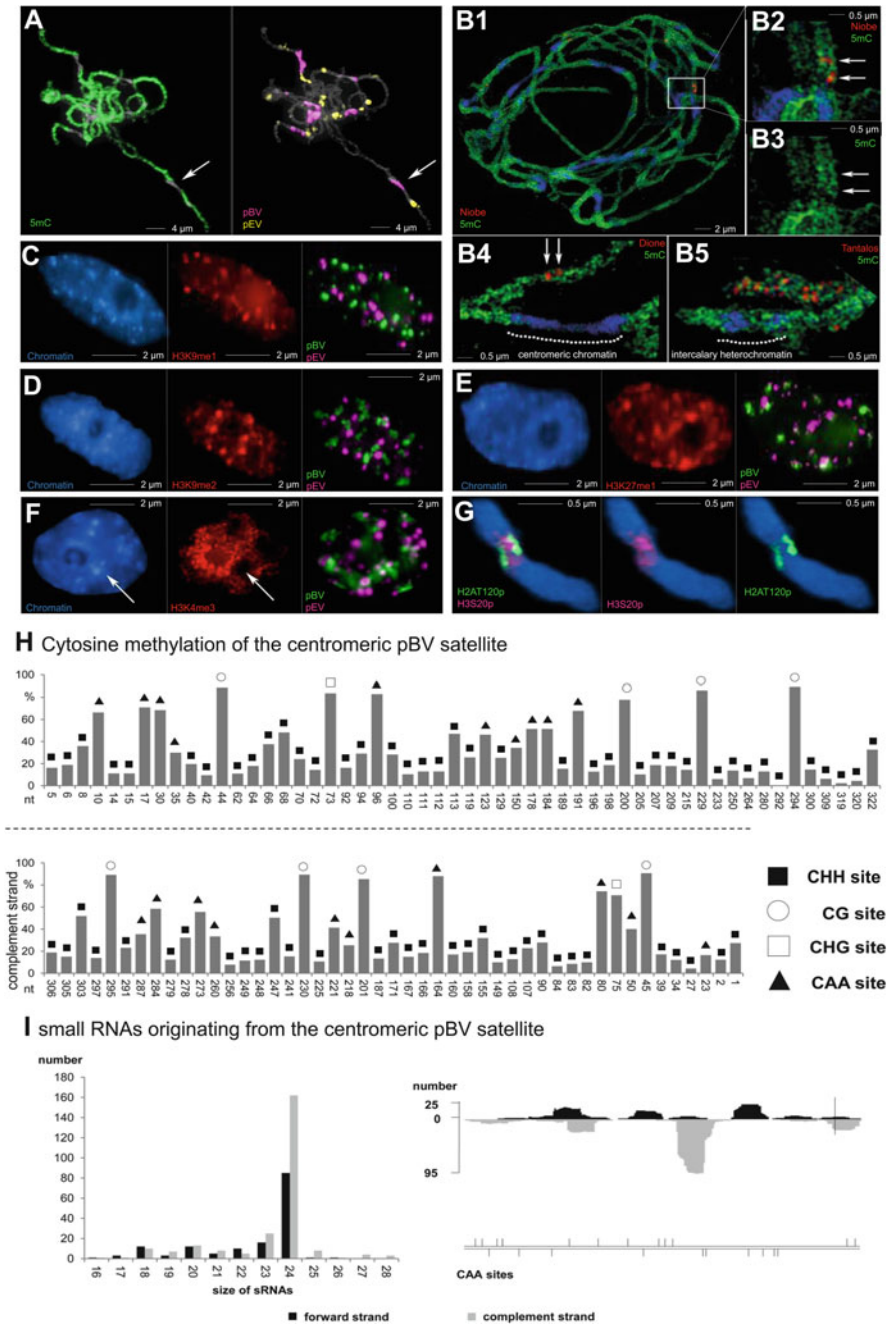 A
5mC
4 µm
pBV
pEV
4 µm
B1
Niobe
5mC
2 µm
B2
0.5 µm
Niobe
5mC
B3
0.5 µm
5mC
B4
Dione
5mC
0.5 µm
centromeric chromatin
B5
Tantalos
5mC
intercalary heterochromatin
0.5 µm
C
Chromatin
2 µm
H3K9me1
2 µm
pBV
pEV
2 µm
D
Chromatin
2 µm
H3K9me2
2 µm
pBV
pEV
2 µm
E
Chromatin
2 µm
H3K27me1
2 µm
pBV
pEV
2 µm
F
2 µm
Chromatin
2 µm
H3K4me3
2 µm
pBV
pEV
G
0.5 µm
H2AT120p
H3S20p
0.5 µm
H3S20p
0.5 µm
H2AT120p
H Cytosine methylation of the centromeric pBV satellite
100
%
80
60
40
20
0
nt
5 6 8 10 14 15 17 30 35 40 42 44 62 64 66 68 70 72 73 92 94 96 100 110 111 112 113 119 123 129 150 178 184 189 191 196 198 200 205 207 209 215 229 233 250 264 280 292 294 300 309 319 320 322
complement strand
100
%
80
60
40
20
0
nt
306 305 303 297 295 291 287 284 279 278 273 260 256 249 248 247 241 230 225 221 218 201 187 171 167 166 164 160 158 155 149 108 107 90 84 83 82 80 75 50 45 39 34 27 23 2 1
CHH site
CG site
CHG site
CAA site
I small RNAs originating from the centromeric pBV satellite
number
180
160
140
120
100
80
60
40
20
0
16 17 18 19 20 21 22 23 24 25 26 27 28
size of sRNAs
number
25
0
95
CAA sites
forward strand
complement strand